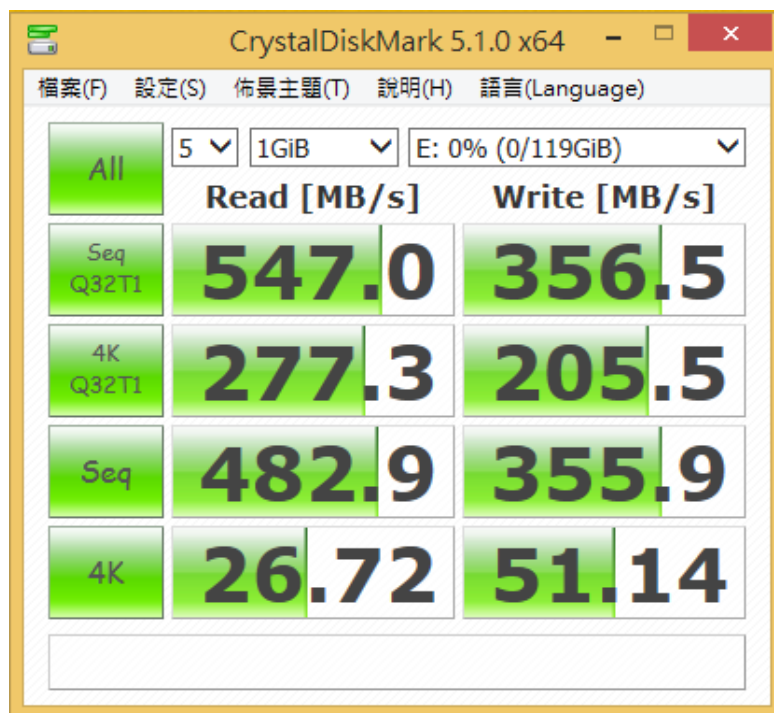 CrystalDiskMark 5.1.0 x64
檔案(F) 設定(S) 佈景主題(T) 說明(H) 語言(Language)
All 5 1GiB E: 0% (0/119GiB)
Read [MB/s] Write [MB/s]
Seq Q32T1 547.0 356.5
4K Q32T1 277.3 205.5
Seq 482.9 355.9
4K 26.72 51.14